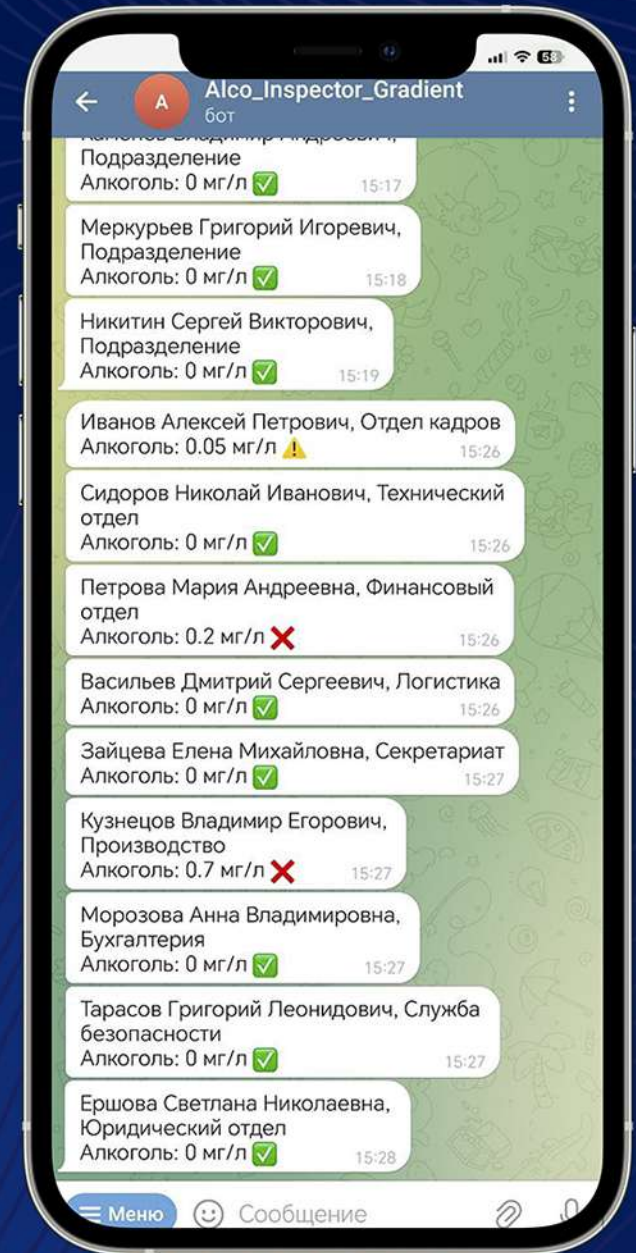 58
Alco_Inspector_Gradient
A
бот
Подразделение
Алкоголь: 0 мг/л ✅
15:17
Меркурьев Григорий Игоревич,
Подразделение
Алкоголь: 0 мг/л ✅
15:18
Никитин Сергей Викторович,
Подразделение
Алкоголь: 0 мг/л ✅
15:19
Иванов Алексей Петрович, Отдел кадров
Алкоголь: 0.05 мг/л ⚠️
15:26
Сидоров Николай Иванович, Технический
отдел
Алкоголь: 0 мг/л ✅
15:26
Петрова Мария Андреевна, Финансовый
отдел
Алкоголь: 0.2 мг/л ❌
15:26
Васильев Дмитрий Сергеевич, Логистика
Алкоголь: 0 мг/л ✅
15:26
Зайцева Елена Михайловна, Секретариат
Алкоголь: 0 мг/л ✅
15:27
Кузнецов Владимир Егорович,
Производство
Алкоголь: 0.7 мг/л ❌
15:27
Морозова Анна Владимировна,
Бухгалтерия
Алкоголь: 0 мг/л ✅
15:27
Тарасов Григорий Леонидович, Служба
безопасности
Алкоголь: 0 мг/л ✅
15:27
Ершова Светлана Николаевна,
Юридический отдел
Алкоголь: 0 мг/л ✅
15:28
Меню
Сообщение